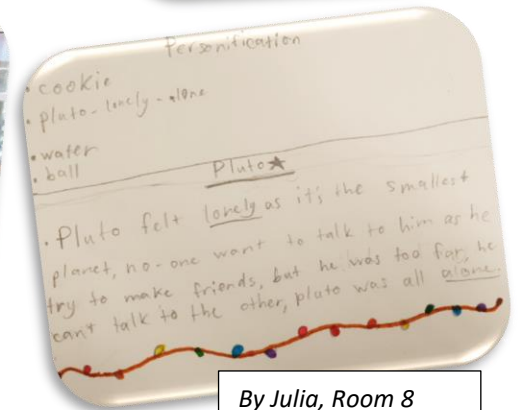 Personification
• cookie
• pluto - lonely - alone
• water
• ball
Pluto★
• Pluto felt lonely as it's the smallest
planet, no-one want to talk to him as he
try to make friends, but he was too far, he
can't talk to the other, pluto was all alone.
By Julia, Room 8